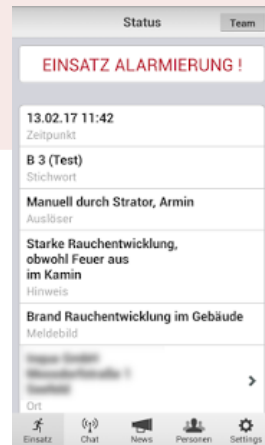 Status
Team
EINSATZ ALARMIERUNG !
13.02.17 11:42
Zeitpunkt
B 3 (Test)
Stichwort
Manuell durch Strator, Armin
Auslöser
Starke Rauchentwicklung,
obwohl Feuer aus
im Kamin
Hinweis
Brand Rauchentwicklung im Gebäude
Meldebild
Ort
Einsatz
Chat
News
Personen
Settings